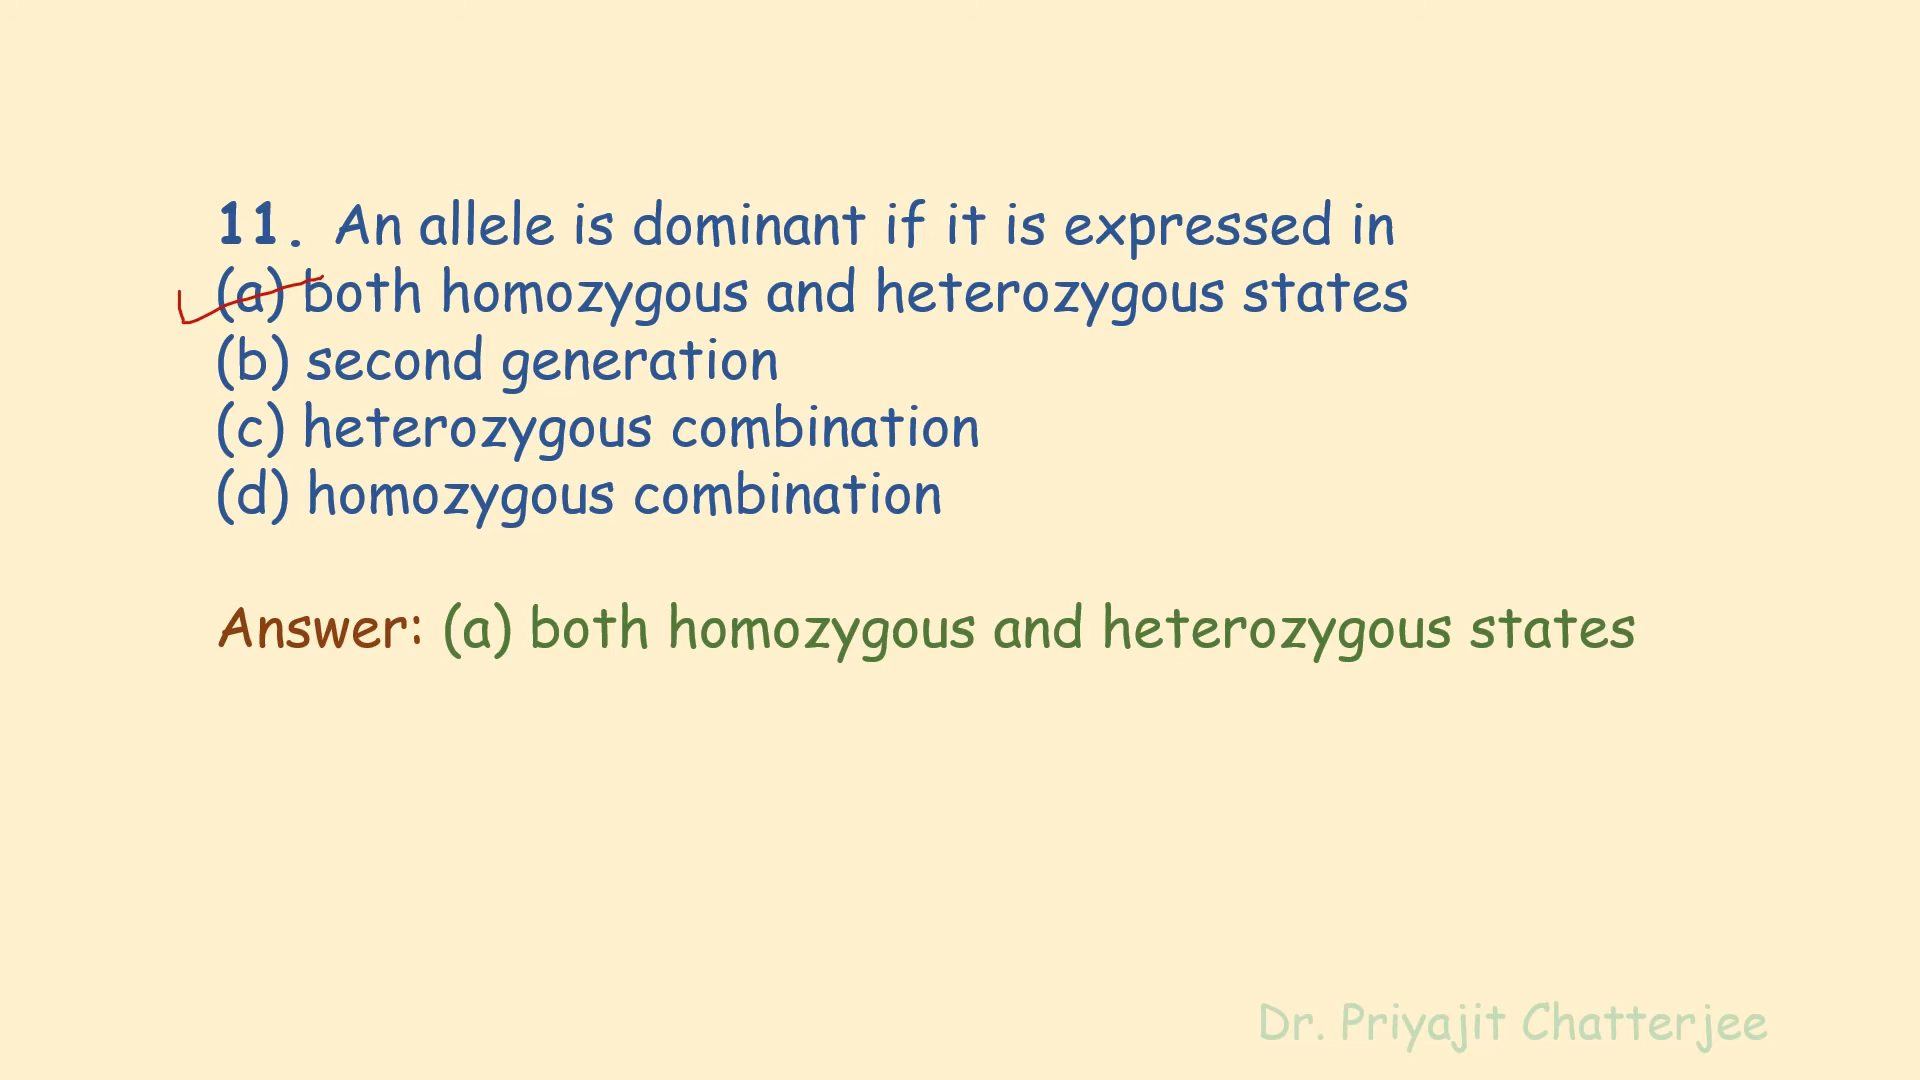 11. An allele is dominant if it is expressed in
(a) both homozygous and heterozygous states
(b) second generation
(c) heterozygous combination
(d) homozygous combination
Answer: (a) both homozygous and heterozygous states
Dr. Priyajit Chatterjee